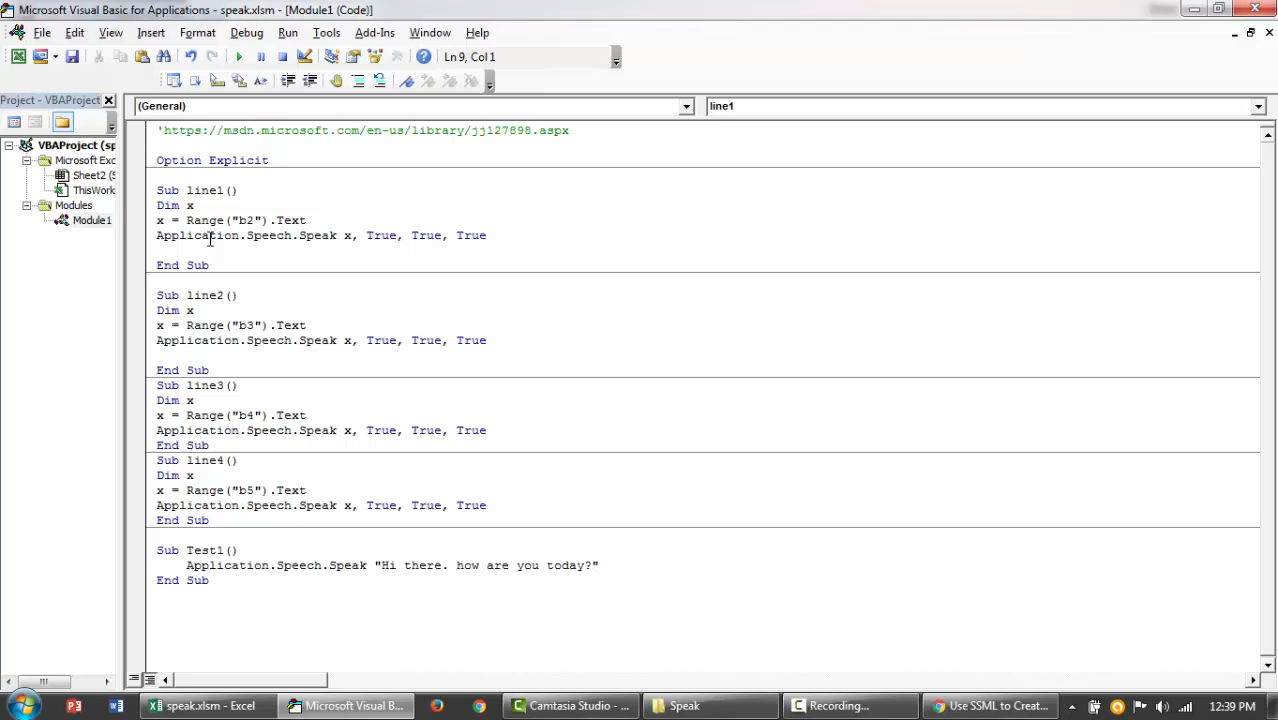 Microsoft Visual Basic for Applications - speak.xlsm - [Module1 (Code)]
File Edit View Insert Format Debug Run Tools Add-Ins Window Help
Ln 9, Col 1
Project - VBAProject
(General)
line1
VBAProject (sp
Microsoft Exc
Sheet2 (S
ThisWork
Modules
Module1
'https://msdn.microsoft.com/en-us/library/jj127898.aspx
Option Explicit
Sub line1()
Dim x
x = Range("b2").Text
Application.Speech.Speak x, True, True, True
End Sub
Sub line2()
Dim x
x = Range("b3").Text
Application.Speech.Speak x, True, True, True
End Sub
Sub line3()
Dim x
x = Range("b4").Text
Application.Speech.Speak x, True, True, True
End Sub
Sub line4()
Dim x
x = Range("b5").Text
Application.Speech.Speak x, True, True, True
End Sub
Sub Test1()
Application.Speech.Speak "Hi there. how are you today?"
End Sub
speak.xlsm - Excel
Microsoft Visual B...
Camtasia Studio - ...
Speak
Recording...
Use SSML to Creat...
12:39 PM